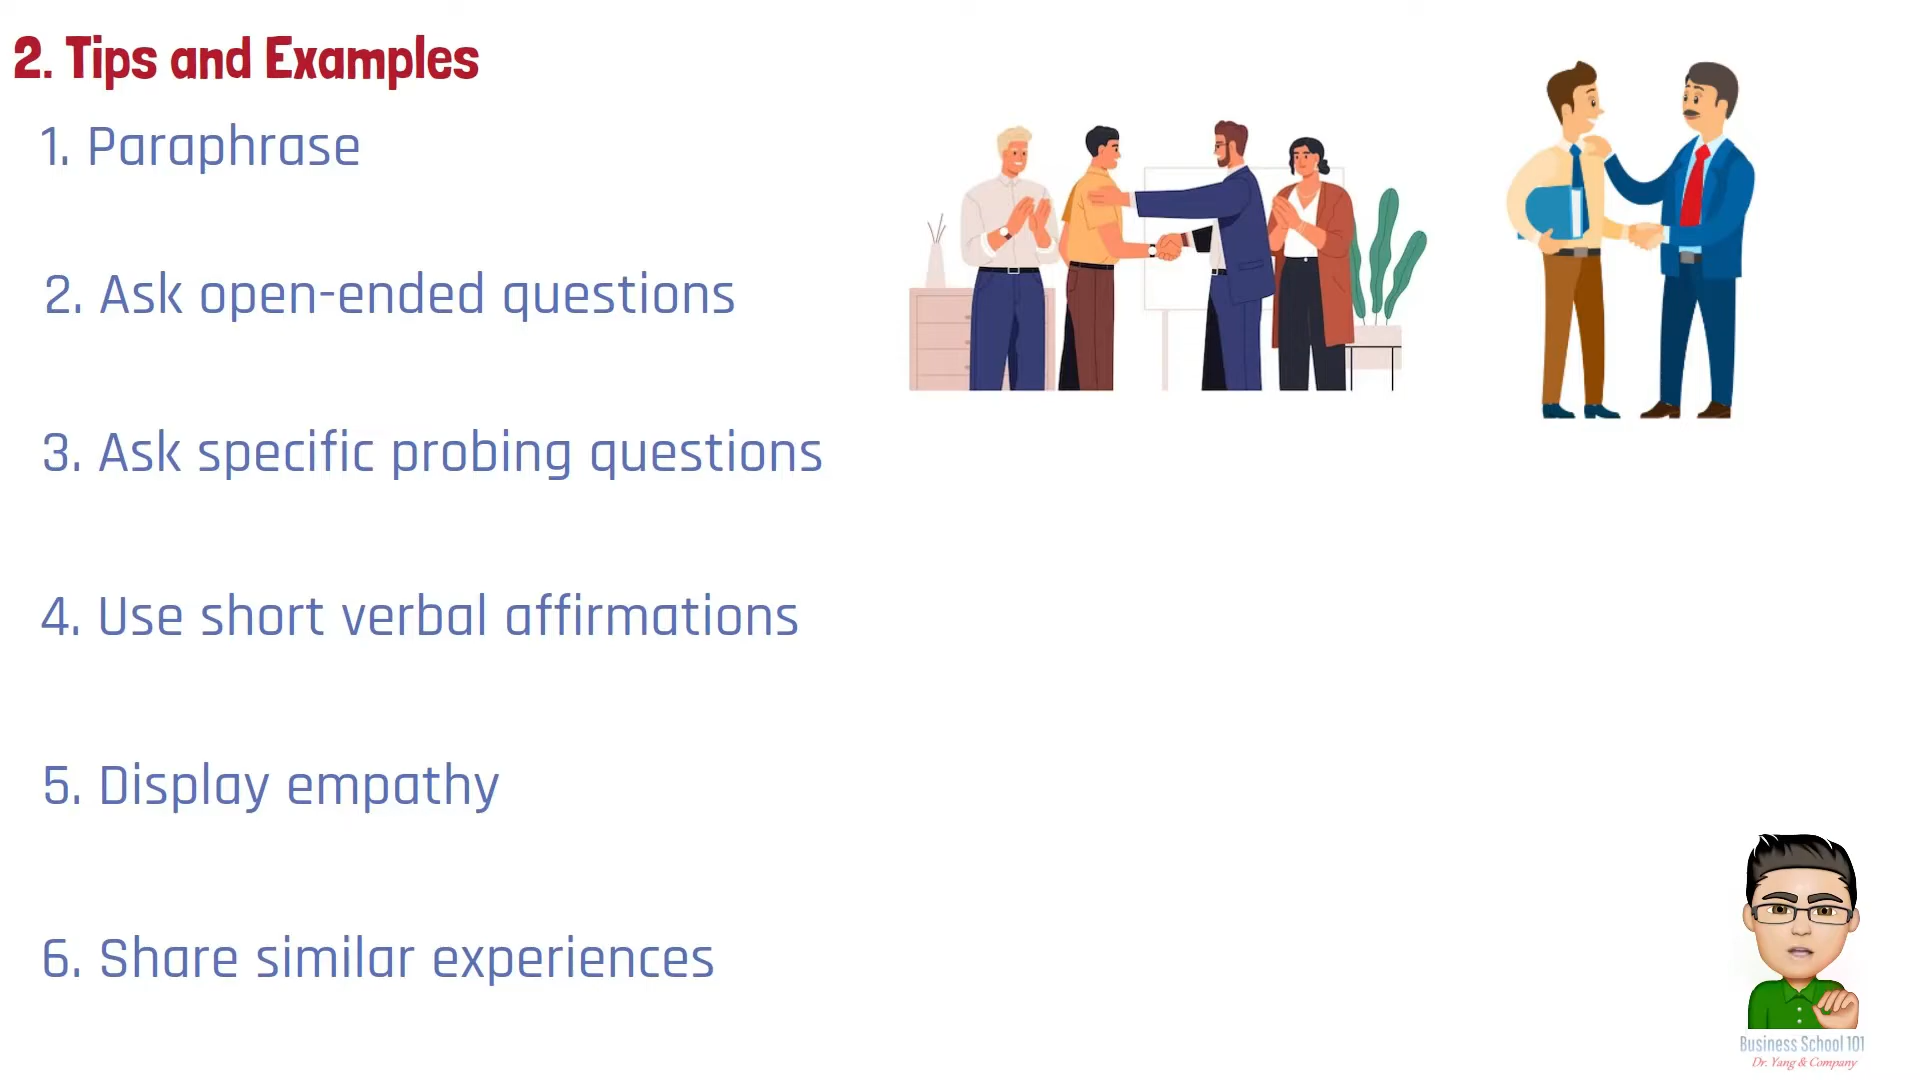 2. Tips and Examples
1. Paraphrase
2. Ask open-ended questions
3. Ask specific probing questions
4. Use short verbal affirmations
5. Display empathy
6. Share similar experiences
Business School 101
Dr. Yang & Company